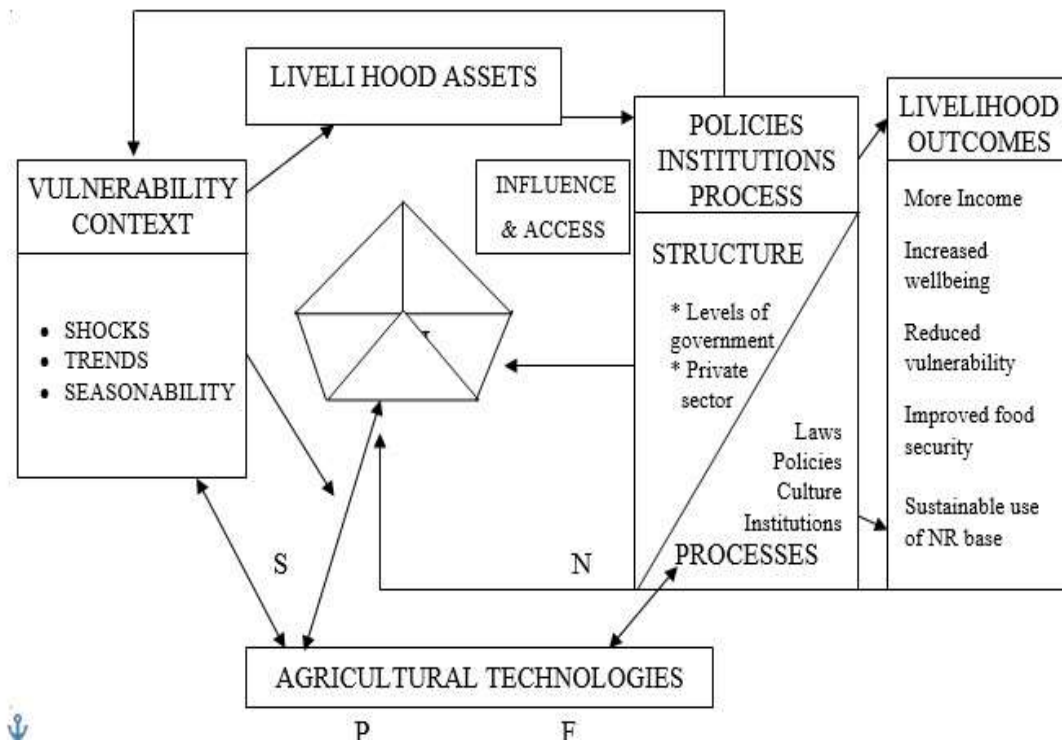 LIVELI HOOD ASSETS
VULNERABILITY
CONTEXT
• SHOCKS
• TRENDS
• SEASONABILITY
INFLUENCE
& ACCESS
POLICIES
INSTITUTIONS
PROCESS
STRUCTURE
* Levels of
government
* Private
sector
Laws
Policies
Culture
Institutions
PROCESSES
LIVELIHOOD
OUTCOMES
More Income
Increased
wellbeing
Reduced
vulnerability
Improved food
security
Sustainable use
of NR base
S
N
AGRICULTURAL TECHNOLOGIES
P
F